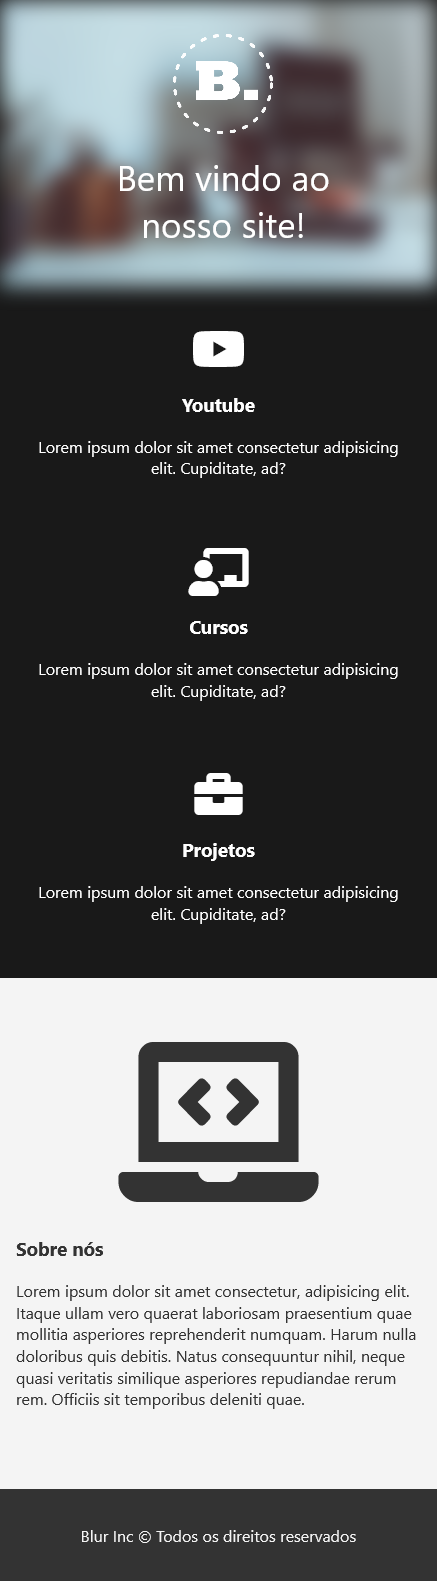 B.
Bem vindo ao
nosso site!
Youtube
Lorem ipsum dolor sit amet consectetur adipisicing
elit. Cupiditate, ad?
Cursos
Lorem ipsum dolor sit amet consectetur adipisicing
elit. Cupiditate, ad?
Projetos
Lorem ipsum dolor sit amet consectetur adipisicing
elit. Cupiditate, ad?
Sobre nós
Lorem ipsum dolor sit amet consectetur, adipisicing elit.
Itaque ullam vero quaerat laboriosam praesentium quae
mollitia asperiores reprehenderit numquam. Harum nulla
doloribus quis debitis. Natus consequuntur nihil, neque
quasi veritatis similique asperiores repudiandae rerum
rem. Officiis sit temporibus deleniti quae.
Blur Inc © Todos os direitos reservados